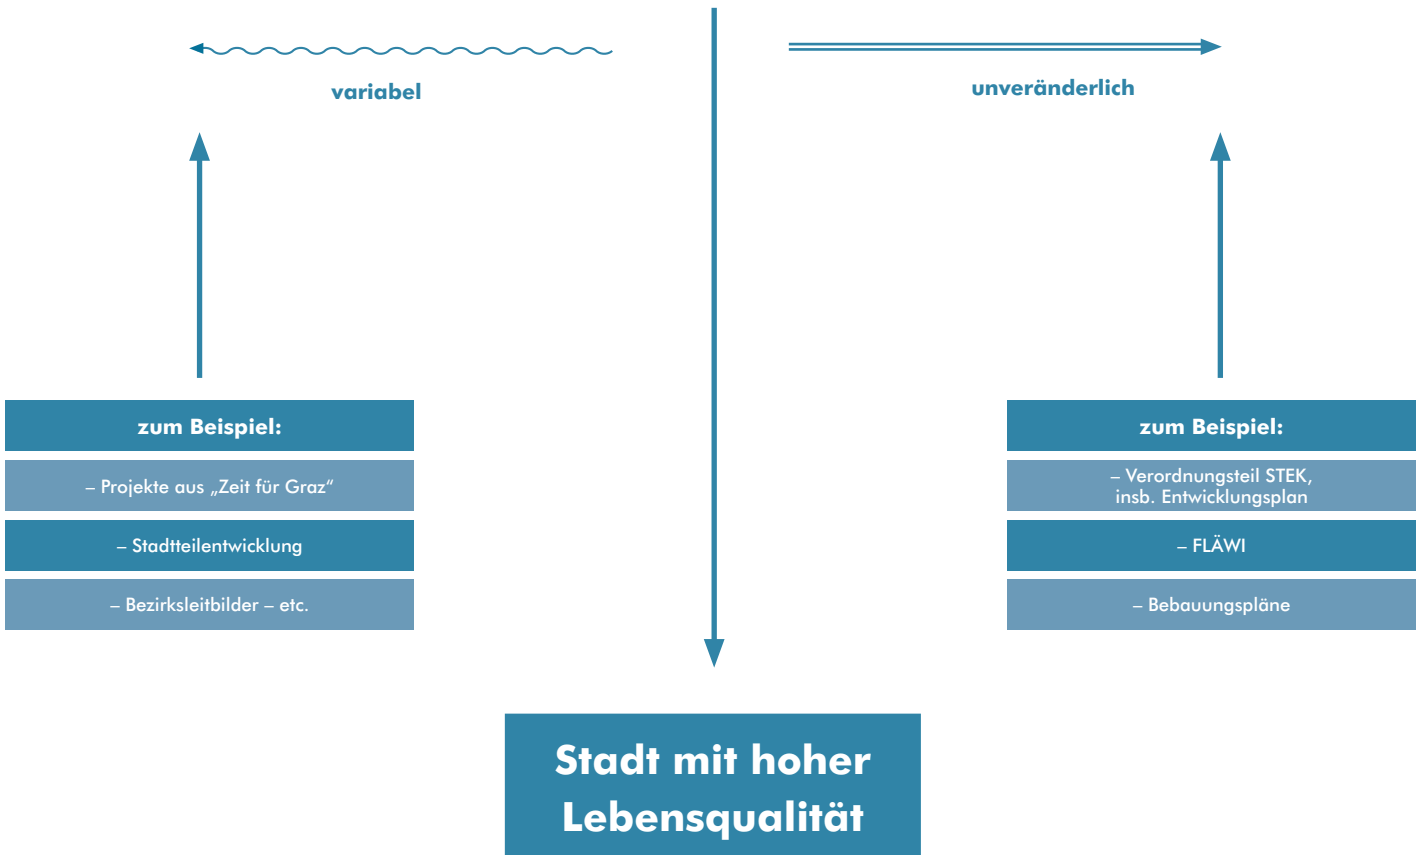 variabel
unveränderlich
zum Beispiel:
– Projekte aus „Zeit für Graz“
– Stadtteilentwicklung
– Bezirksleitbilder – etc.
zum Beispiel:
– Verordnungsteil STEK,
insb. Entwicklungsplan
– FLÄWI
– Bebauungspläne
Stadt mit hoher
Lebensqualität